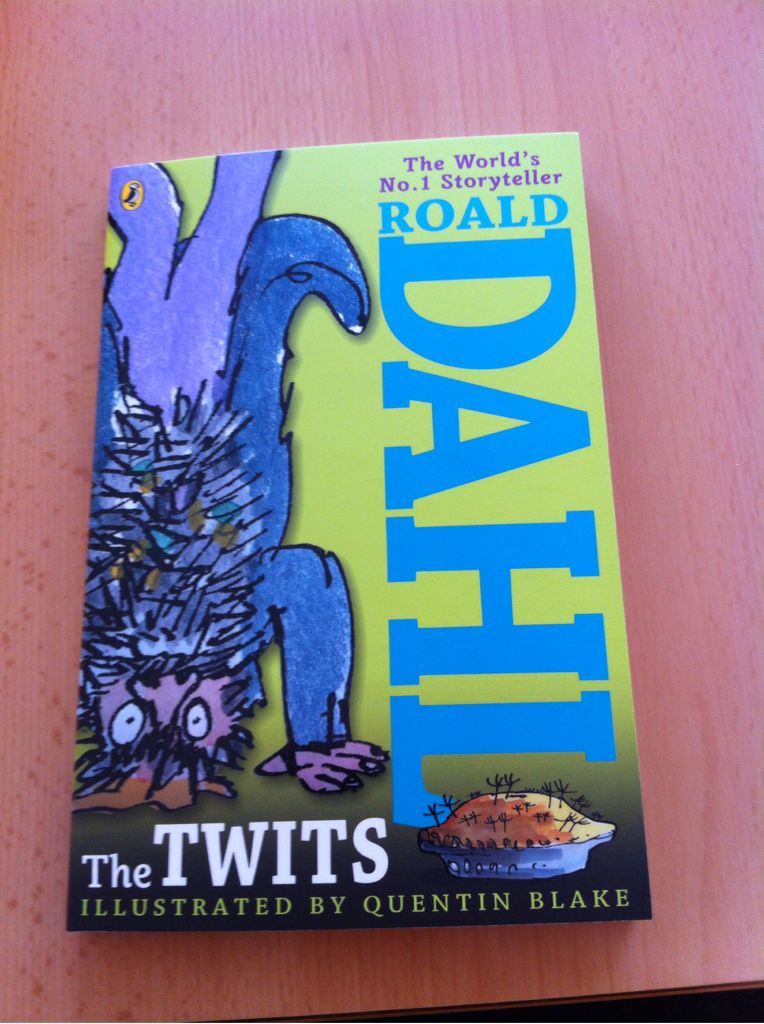 The World's
No.1 Storyteller
ROALD
DAHL
The TWITS
ILLUSTRATED BY QUENTIN BLAKE